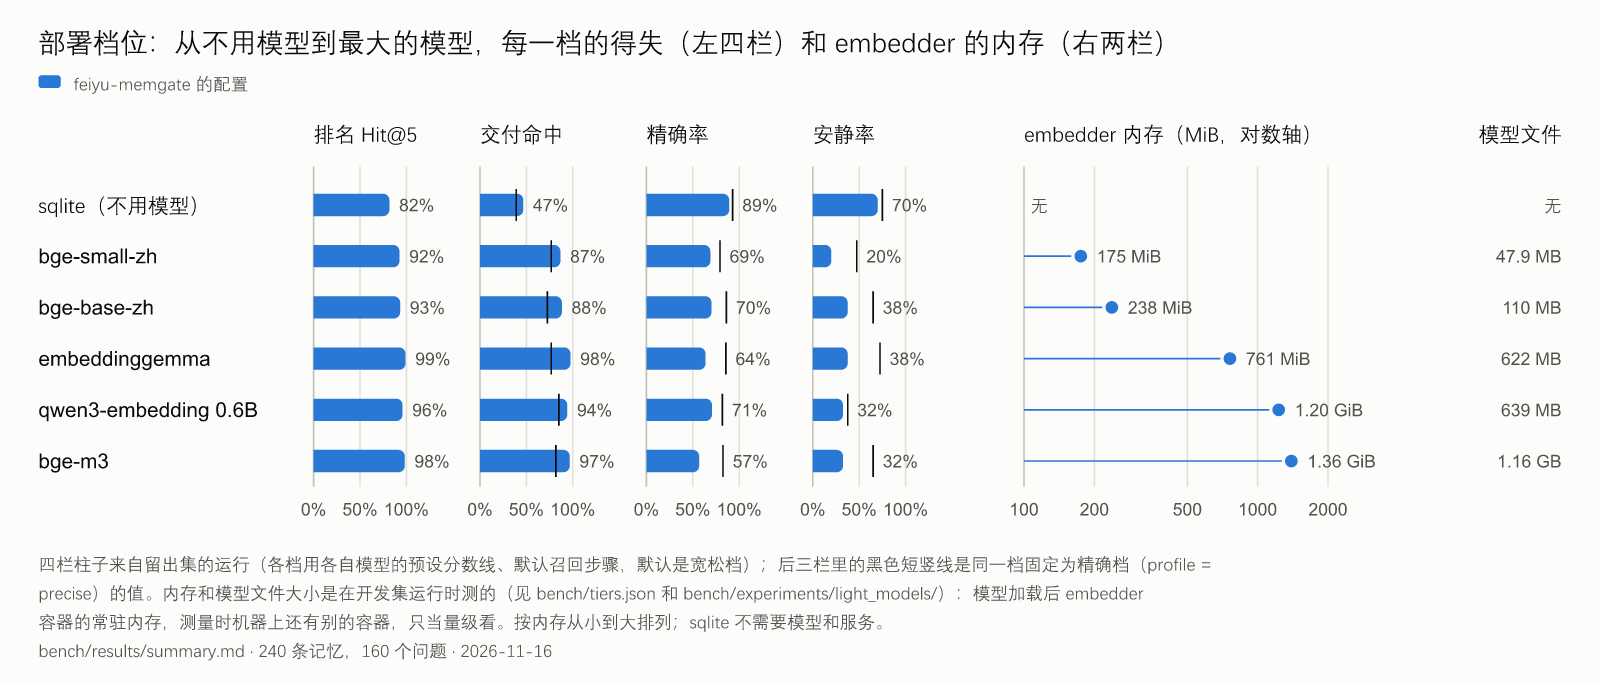 部署档位：从不用模型到最大的模型，每一档的得失（左四栏）和 embedder 的内存（右两栏）
feiyu-memgate 的配置
排名 Hit@5 交付命中 精确率 安静率 embedder 内存（MiB，对数轴） 模型文件
sqlite（不用模型） 82% 47% 89% 70% 无 无
bge-small-zh 92% 87% 69% 20% 175 MiB 47.9 MB
bge-base-zh 93% 88% 70% 38% 238 MiB 110 MB
embeddinggemma 99% 98% 64% 38% 761 MiB 622 MB
qwen3-embedding 0.6B 96% 94% 71% 32% 1.20 GiB 639 MB
bge-m3 98% 97% 57% 32% 1.36 GiB 1.16 GB
0% 50% 100% 0% 50% 100% 0% 50% 100% 0% 50% 100% 100 200 500 1000 2000
四栏柱子来自留出集的运行（各档用各自模型的预设分数线、默认召回步骤，默认是宽松档）；后三栏里的黑色短竖线是同一档固定为精确档（profile =
precise）的值。内存和模型文件大小是在开发集运行时测的（见 bench/tiers.json 和 bench/experiments/light_models/）：模型加载后 embedder
容器的常驻内存，测量时机器上还有别的容器，只当量级看。按内存从小到大排列；sqlite 不需要模型和服务。
bench/results/summary.md · 240 条记忆，160 个问题 · 2026-11-16